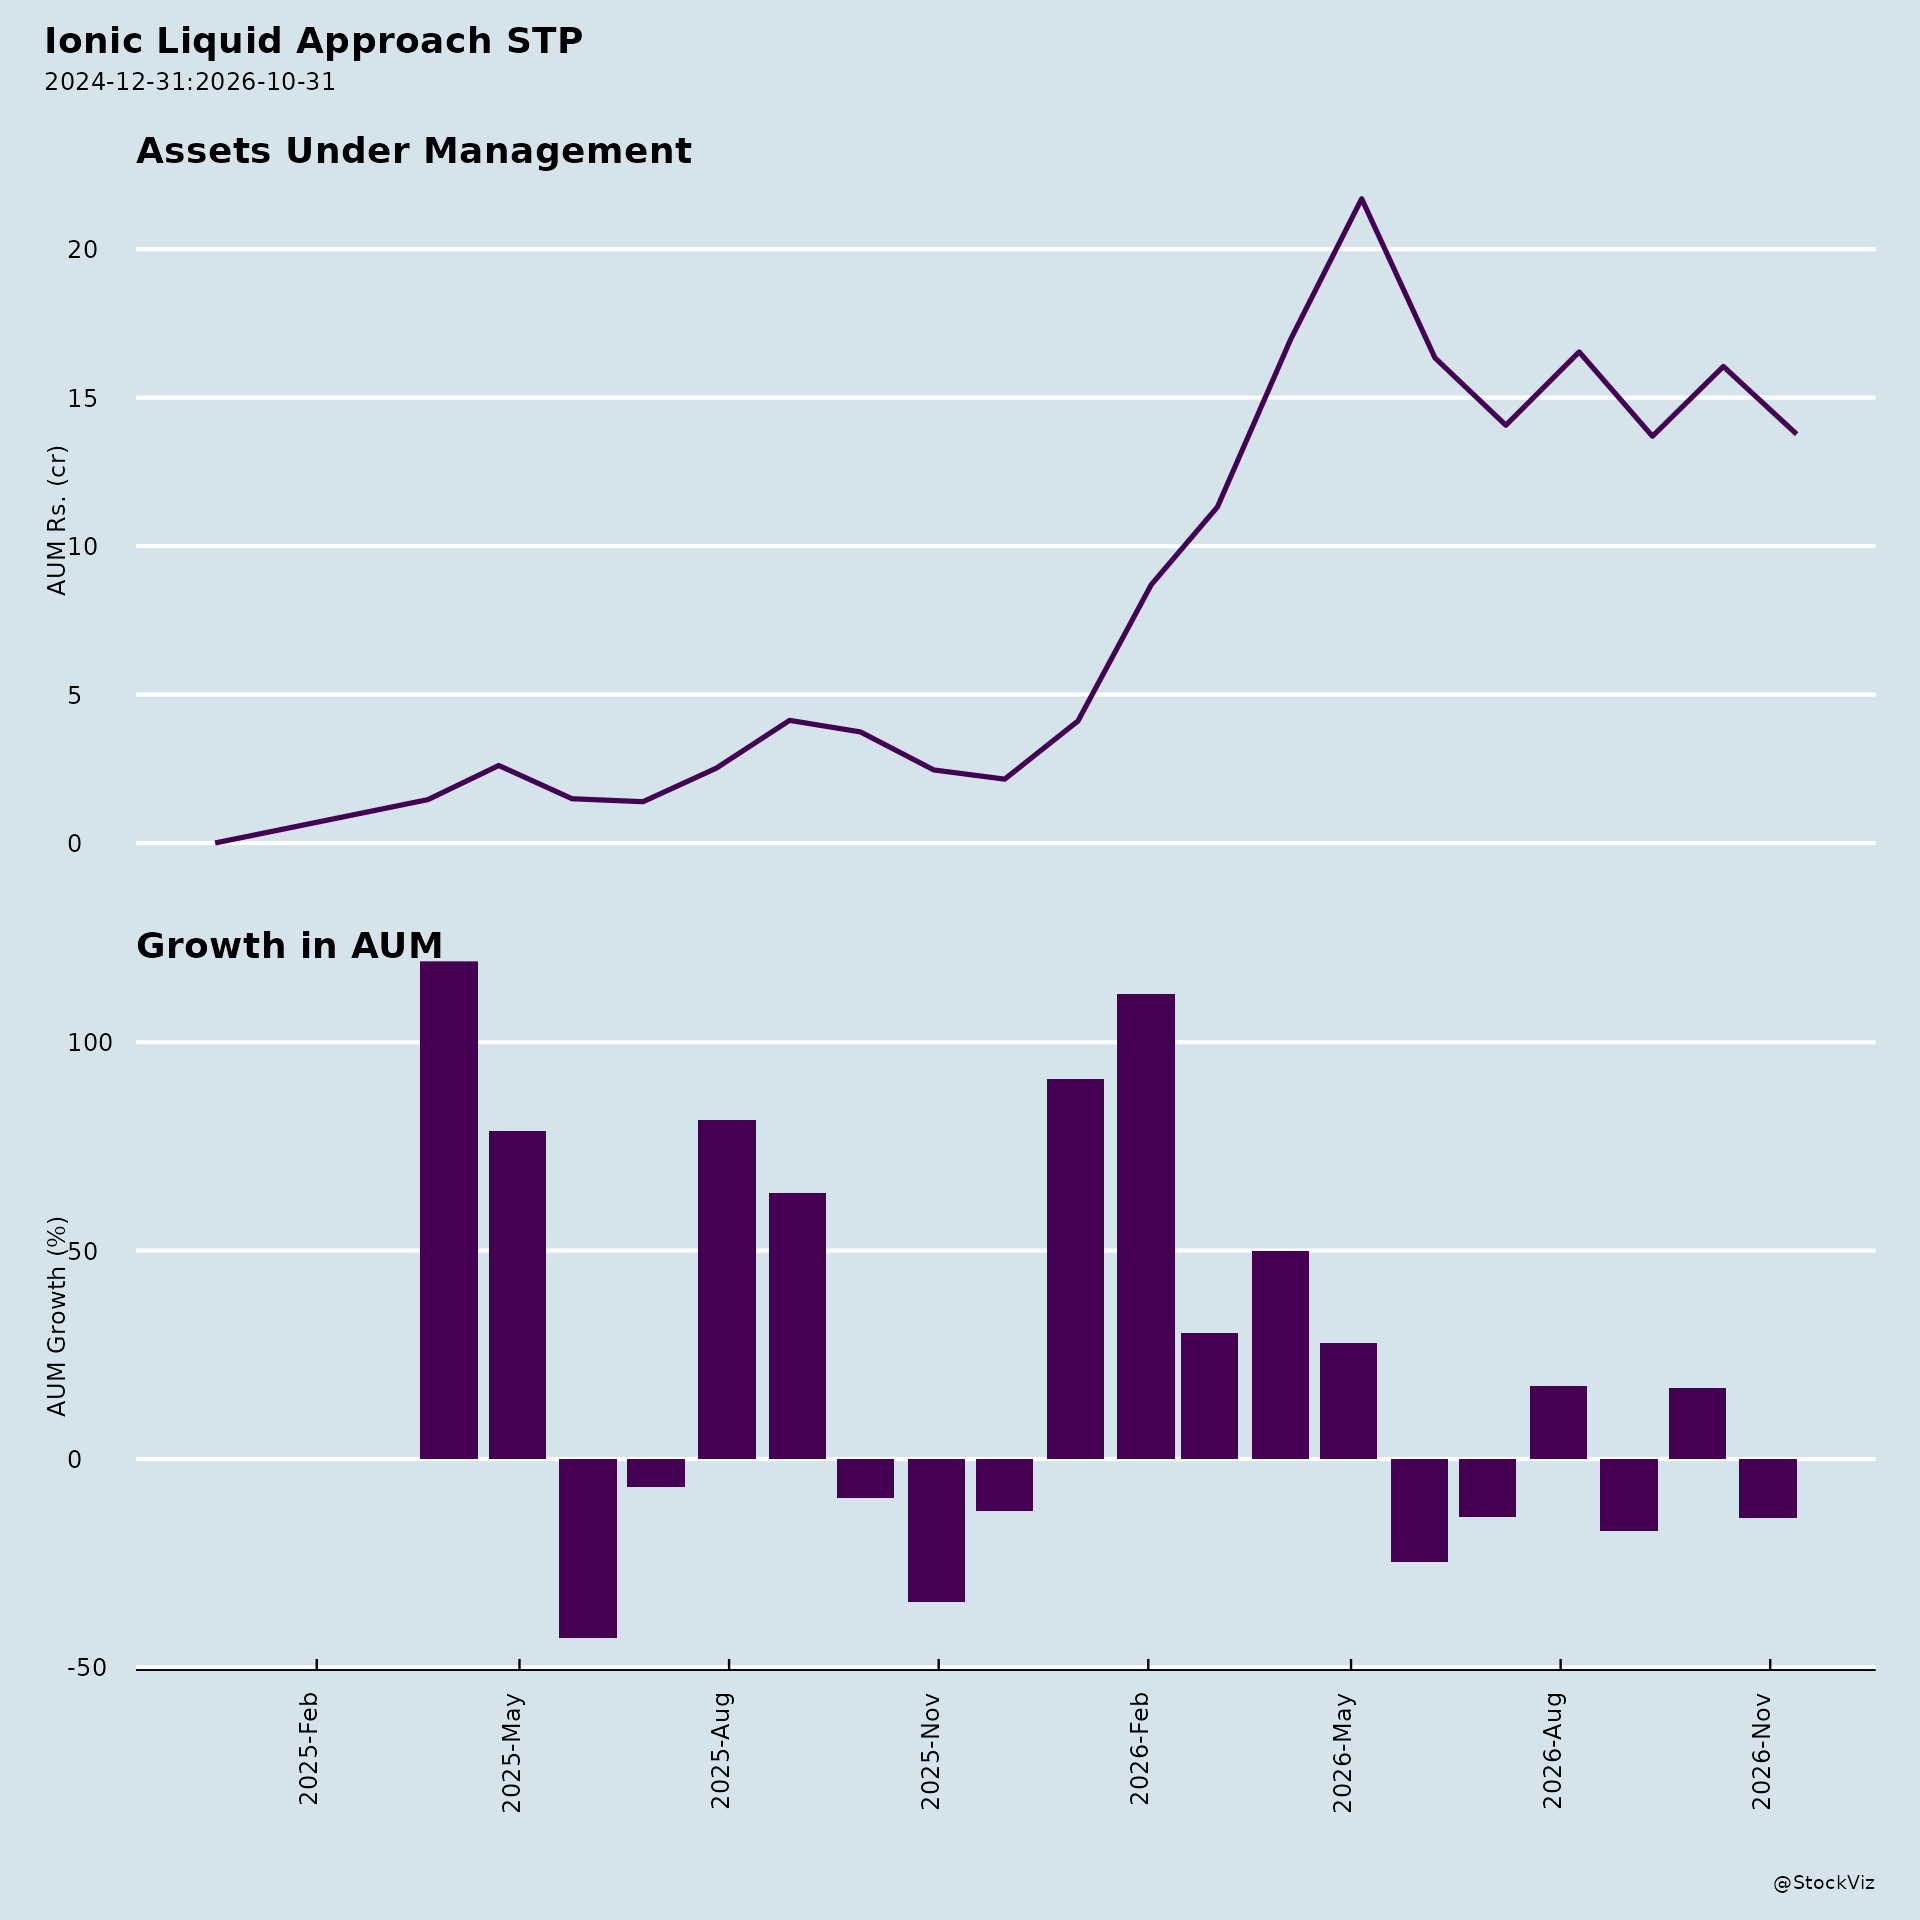 Ionic Liquid Approach STP
2024-12-31:2026-10-31
Assets Under Management
AUM Rs. (cr)
20
15
10
5
0
Growth in AUM
AUM Growth (%)
100
50
0
-50
2025-Feb
2025-May
2025-Aug
2025-Nov
2026-Feb
2026-May
2026-Aug
2026-Nov
@StockViz